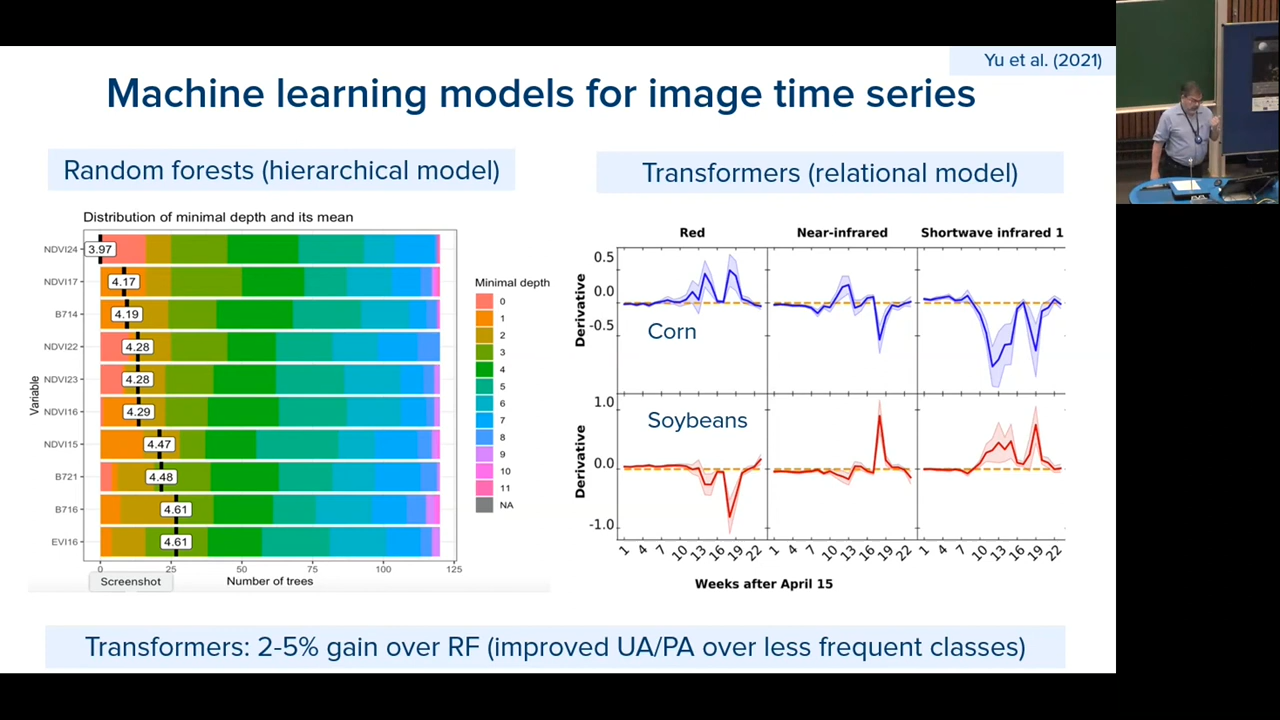 Yu et al. (2021)
Machine learning models for image time series
Random forests (hierarchical model)
Transformers (relational model)
Distribution of minimal depth and its mean
Variable
NDVI24
3.97
NDVI17
4.17
B714
4.19
NDVI22
4.28
NDVI23
4.28
NDVI16
4.29
NDVI15
4.47
B721
4.48
B716
4.61
EVI16
4.61
0 25 50 75 100 125
Number of trees
Screenshot
Minimal depth
0
1
2
3
4
5
6
7
8
9
10
11
NA
Red Near-infrared Shortwave infrared 1
Derivative
0.5
0.0
-0.5
Corn
Derivative
1.0
0.0
-1.0
Soybeans
1 4 7 10 13 16 19 22 1 4 7 10 13 16 19 22 1 4 7 10 13 16 19 22
Weeks after April 15
Transformers: 2-5% gain over RF (improved UA/PA over less frequent classes)